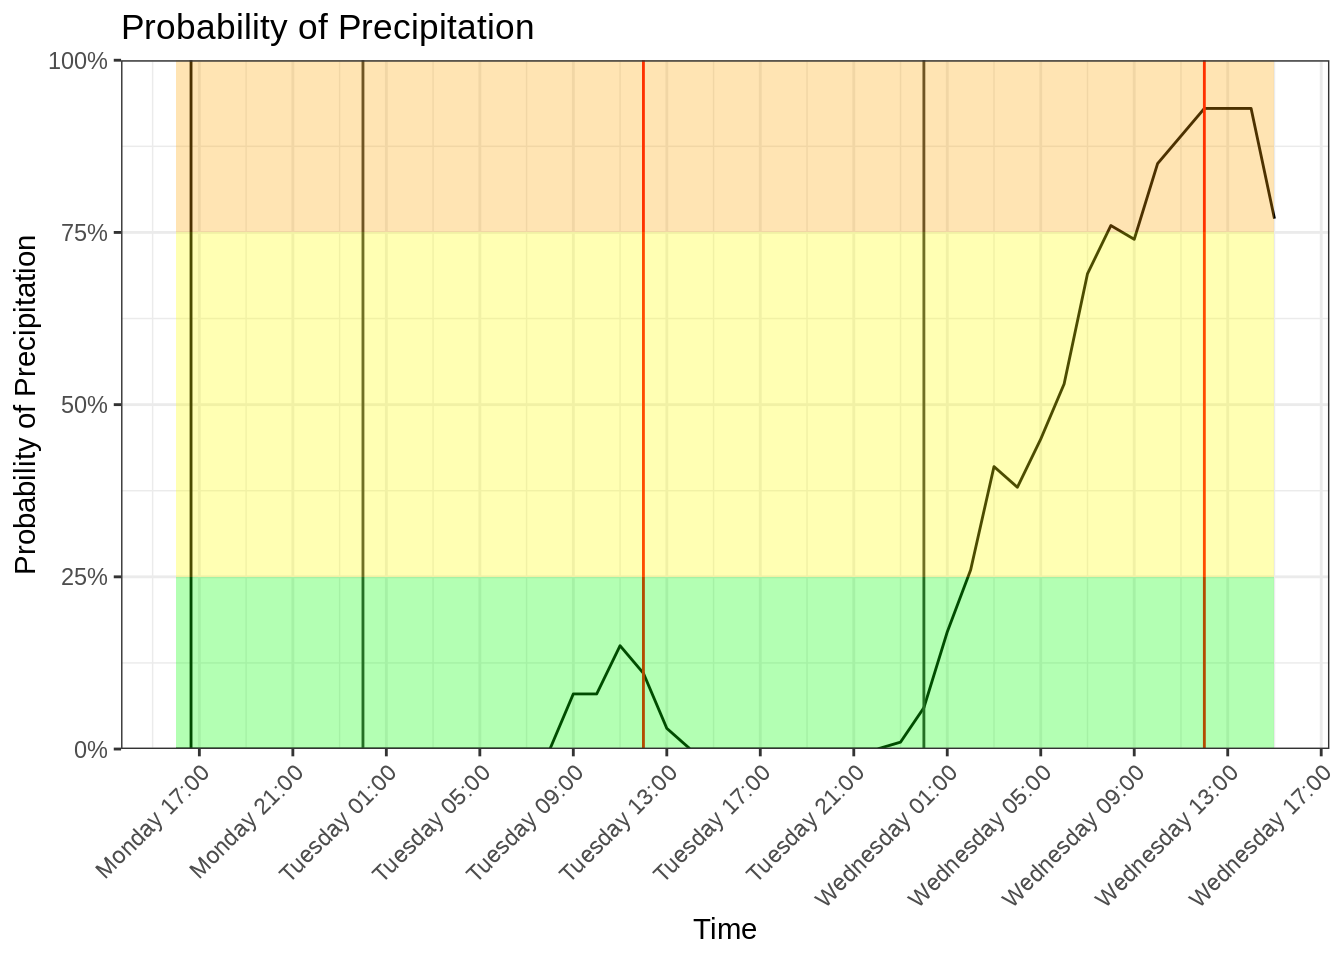 Probability of Precipitation
Probability of Precipitation
100%
75%
50%
25%
0%
Monday 17:00
Monday 21:00
Tuesday 01:00
Tuesday 05:00
Tuesday 09:00
Tuesday 13:00
Tuesday 17:00
Tuesday 21:00
Wednesday 01:00
Wednesday 05:00
Wednesday 09:00
Wednesday 13:00
Wednesday 17:00
Time